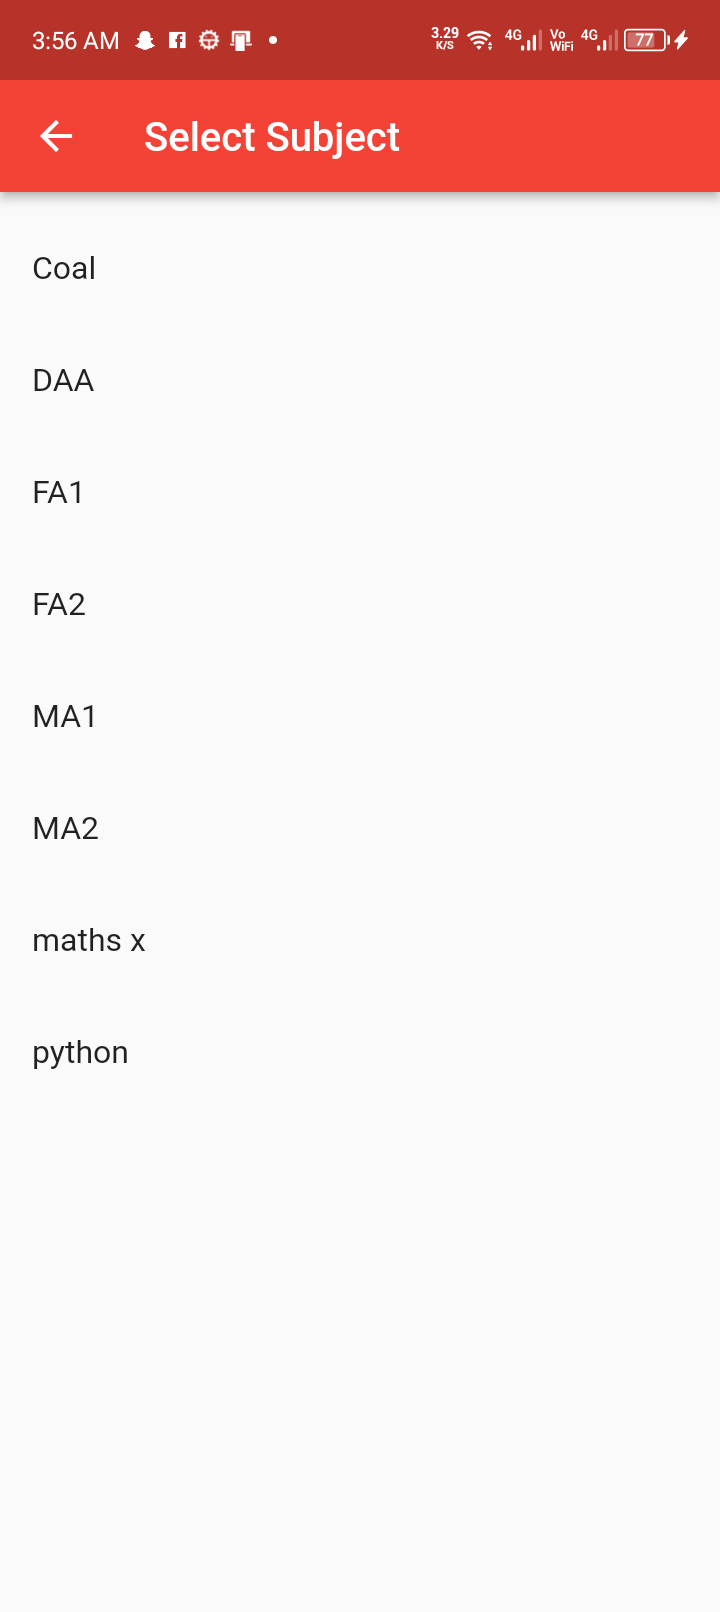 3:56 AM 3.29 K/S 4G Vo WiFi 4G 77
Select Subject
Coal
DAA
FA1
FA2
MA1
MA2
maths x
python